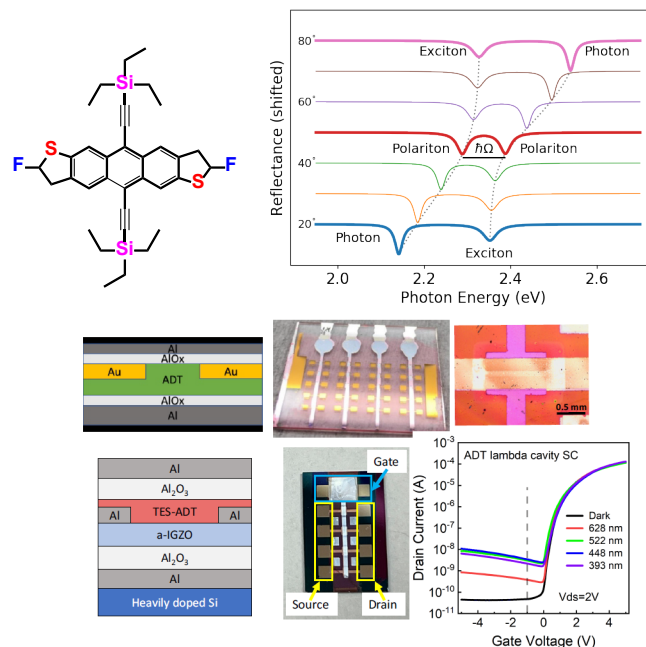 Si
F
S
S
F
Si
Reflectance (shifted)
80°
60°
40°
20°
Exciton
Photon
Polariton
ħΩ
Polariton
Photon
Exciton
2.0
2.2
2.4
2.6
Photon Energy (eV)
Al
AlOx
Au
Au
ADT
AlOx
Al
0.5 mm
Al
Al₂O₃
TES-ADT
Al
Al
a-IGZO
Al₂O₃
Al
Heavily doped Si
Gate
Source
Drain
Drain Current (A)
10⁻³
10⁻⁴
10⁻⁵
10⁻⁶
10⁻⁷
10⁻⁸
10⁻⁹
10⁻¹⁰
10⁻¹¹
ADT lambda cavity SC
Dark
628 nm
522 nm
448 nm
393 nm
Vds=2V
-4
-2
0
2
4
Gate Voltage (V)